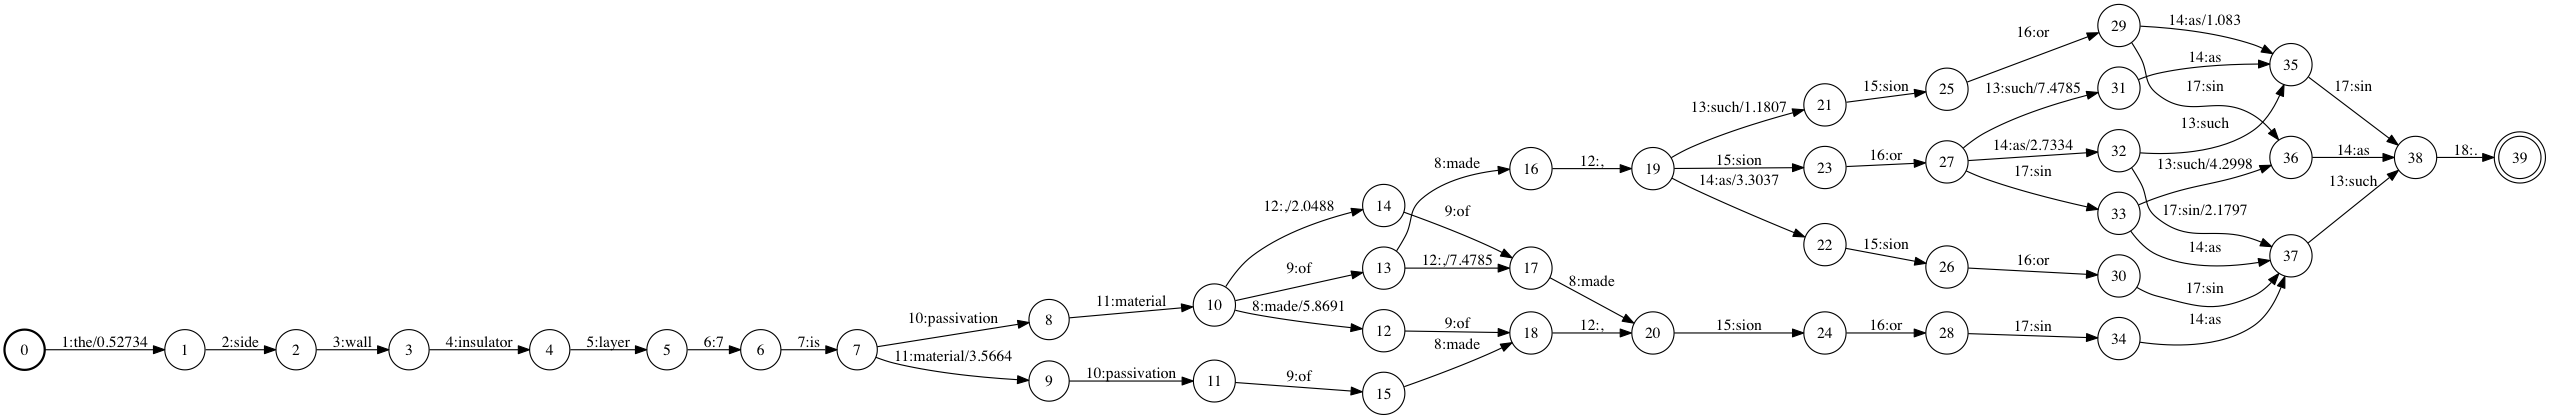 0 1:the/0.52734 1 2:side 2 3:wall 3 4:insulator 4 5:layer 5 6:7 6 7:is 7
10:passivation 8 11:material 10
11:material/3.5664 9 10:passivation 11 9:of 15 8:made
12:,/2.0488 14 9:of
9:of 13 12:,/7.4785 17 8:made
8:made/5.8691 12 9:of 18 12:, 20 15:sion 24 16:or 28 17:sin 34 14:as
8:made 16 12:, 19
13:such/1.1807 21 15:sion 25 16:or 29 14:as/1.083 35 17:sin
17:sin
15:sion 23 16:or 27
14:as/3.3037 22 15:sion 26 16:or 30 17:sin
13:such/7.4785 31 14:as
14:as/2.7334 32 13:such
17:sin/2.1797
17:sin 33 13:such/4.2998 36 14:as 38 18:. 39
14:as 37 13:such